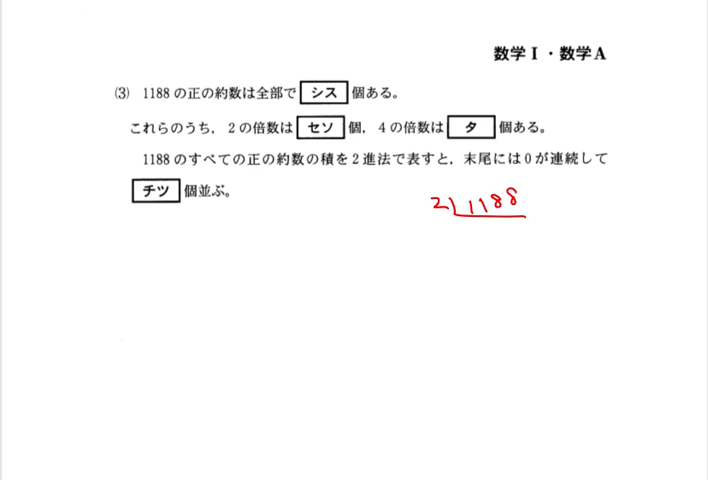 数学Ⅰ・数学A
⑶ 1188 の正の約数は全部で シス 個ある。
これらのうち，2 の倍数は セソ 個，4 の倍数は タ 個ある。
1188 のすべての正の約数の積を 2 進法で表すと，末尾には 0 が連続して
チツ 個並ぶ。
2)1188